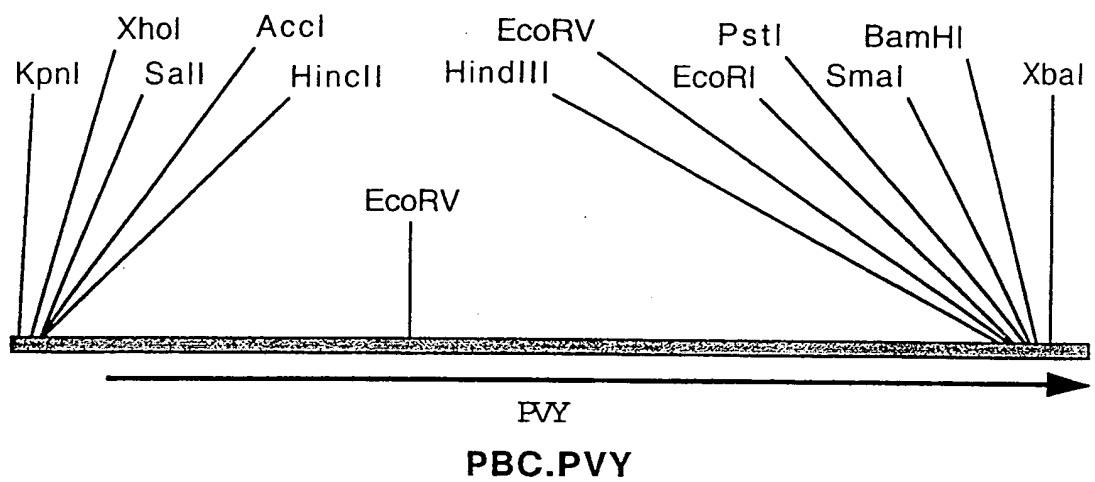 XhoI AccI EcoRV PstI BamHI
KpnI SalI HincII HindIII EcoRI SmaI XbaI
EcoRV
PVY
PBC.PVY